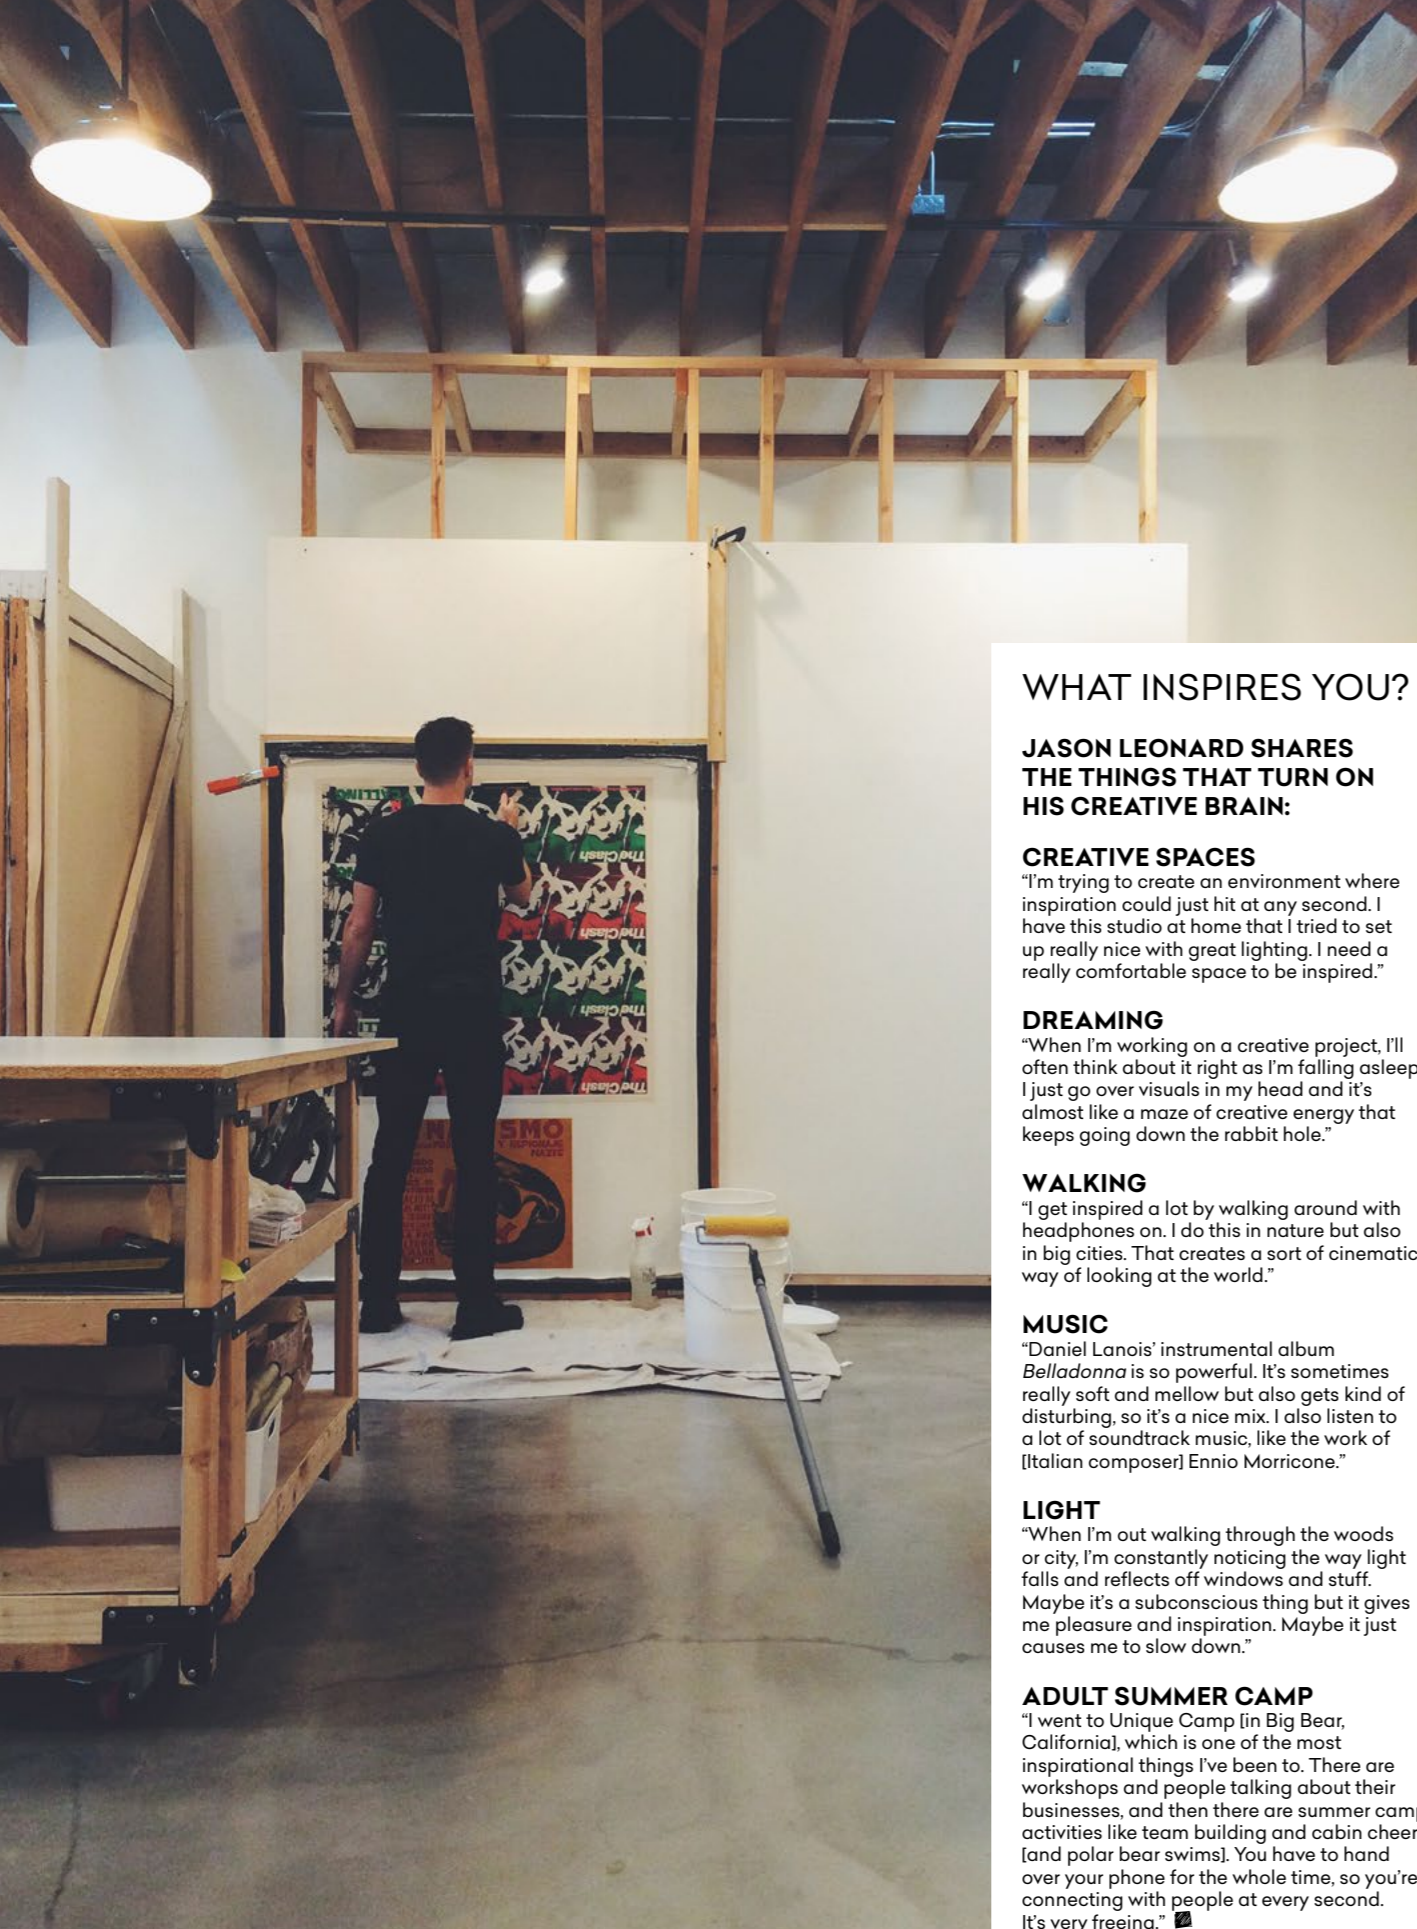 CALLING
The Clash
The Clash
The Clash
The Clash
SMO
Y ESPIONAJE
WHAT INSPIRES YOU?
JASON LEONARD SHARES
THE THINGS THAT TURN ON
HIS CREATIVE BRAIN:
CREATIVE SPACES
“I’m trying to create an environment where
inspiration could just hit at any second. I
have this studio at home that I tried to set
up really nice with great lighting. I need a
really comfortable space to be inspired.”
DREAMING
“When I’m working on a creative project, I’ll
often think about it right as I’m falling asleep
I just go over visuals in my head and it’s
almost like a maze of creative energy that
keeps going down the rabbit hole.”
WALKING
“I get inspired a lot by walking around with
headphones on. I do this in nature but also
in big cities. That creates a sort of cinematic
way of looking at the world.”
MUSIC
“Daniel Lanois’ instrumental album
Belladonna is so powerful. It’s sometimes
really soft and mellow but also gets kind of
disturbing, so it’s a nice mix. I also listen to
a lot of soundtrack music, like the work of
[Italian composer] Ennio Morricone.”
LIGHT
“When I’m out walking through the woods
or city, I’m constantly noticing the way light
falls and reflects off windows and stuff.
Maybe it’s a subconscious thing but it gives
me pleasure and inspiration. Maybe it just
causes me to slow down.”
ADULT SUMMER CAMP
“I went to Unique Camp [in Big Bear,
California], which is one of the most
inspirational things I’ve been to. There are
workshops and people talking about their
businesses, and then there are summer camp
activities like team building and cabin cheer
[and polar bear swims]. You have to hand
over your phone for the whole time, so you’re
connecting with people at every second.
It’s very freeing.”